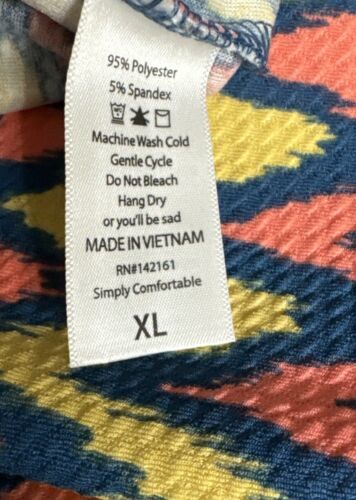 95% Polyester
5% Spandex
Machine Wash Cold
Gentle Cycle
Do Not Bleach
Hang Dry
or you'll be sad
MADE IN VIETNAM
RN#142161
Simply Comfortable
XL